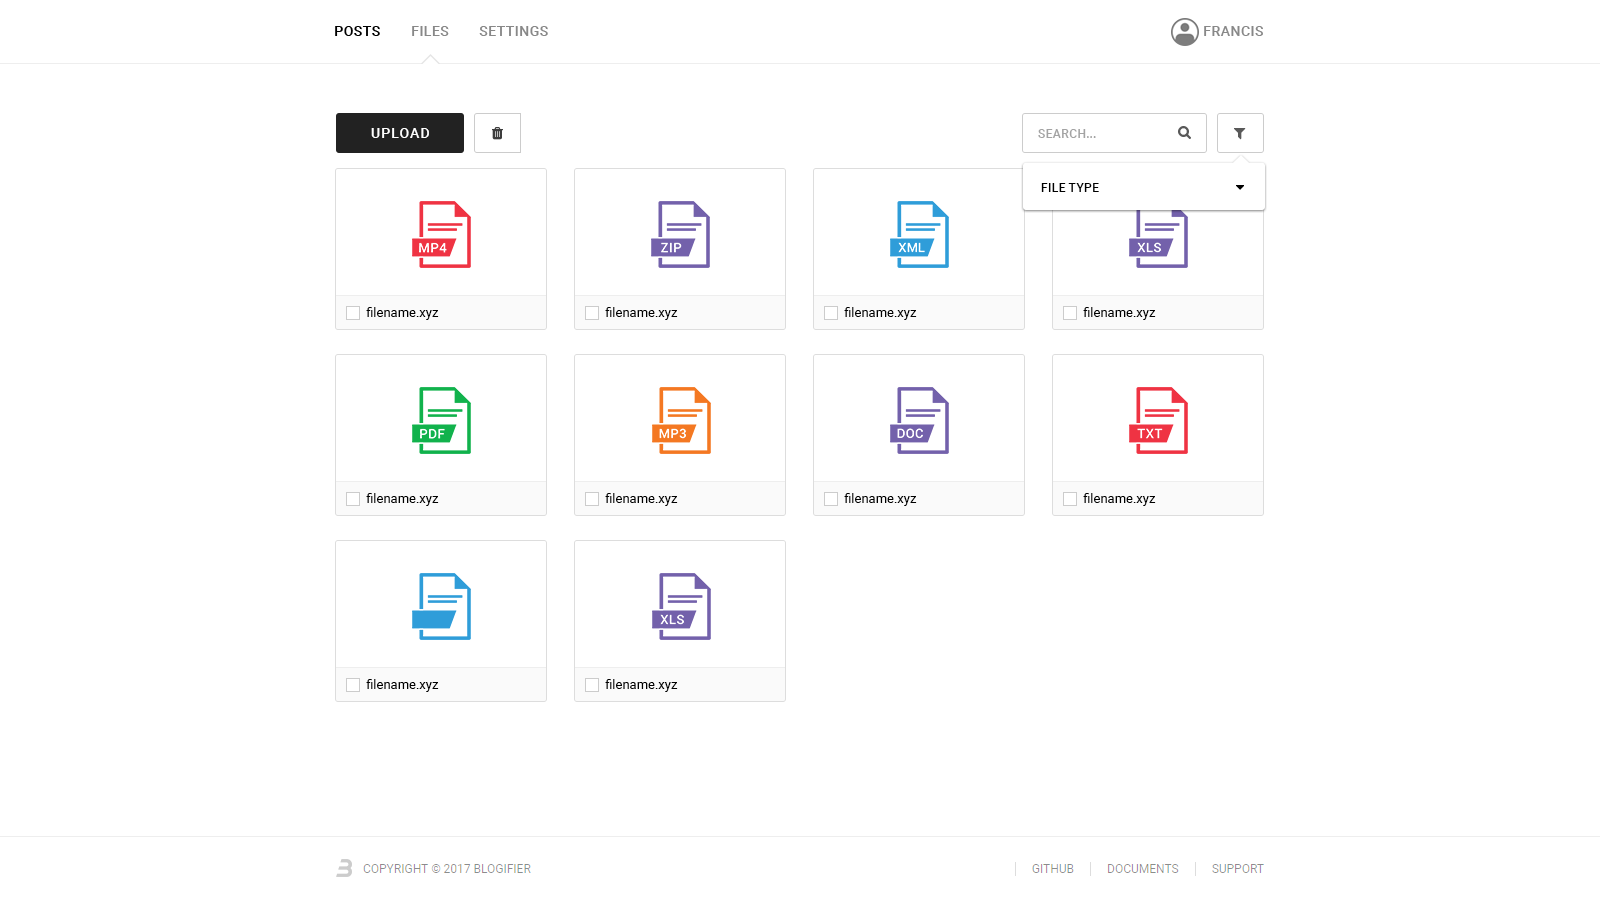 POSTS FILES SETTINGS FRANCIS
UPLOAD SEARCH...
FILE TYPE
MP4 ZIP XML XLS
filename.xyz filename.xyz filename.xyz filename.xyz
PDF MP3 DOC TXT
filename.xyz filename.xyz filename.xyz filename.xyz
XLS
filename.xyz filename.xyz
COPYRIGHT © 2017 BLOGIFIER GITHUB DOCUMENTS SUPPORT